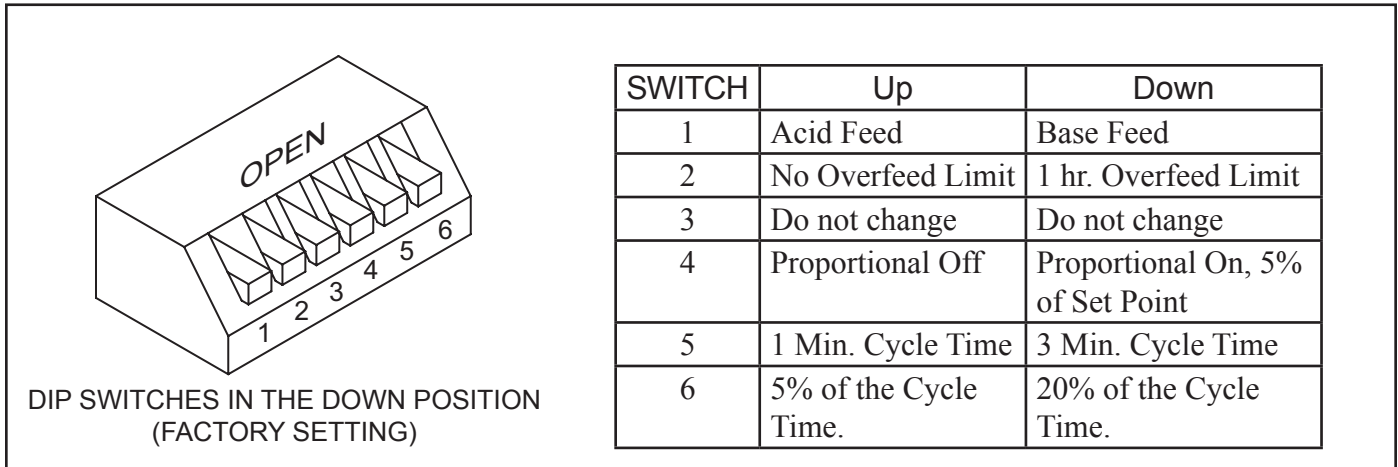 OPEN
1 2 3 4 5 6
DIP SWITCHES IN THE DOWN POSITION
(FACTORY SETTING)
SWITCH Up Down
1 Acid Feed Base Feed
2 No Overfeed Limit 1 hr. Overfeed Limit
3 Do not change Do not change
4 Proportional Off Proportional On, 5%
of Set Point
5 1 Min. Cycle Time 3 Min. Cycle Time
6 5% of the Cycle 20% of the Cycle
Time. Time.